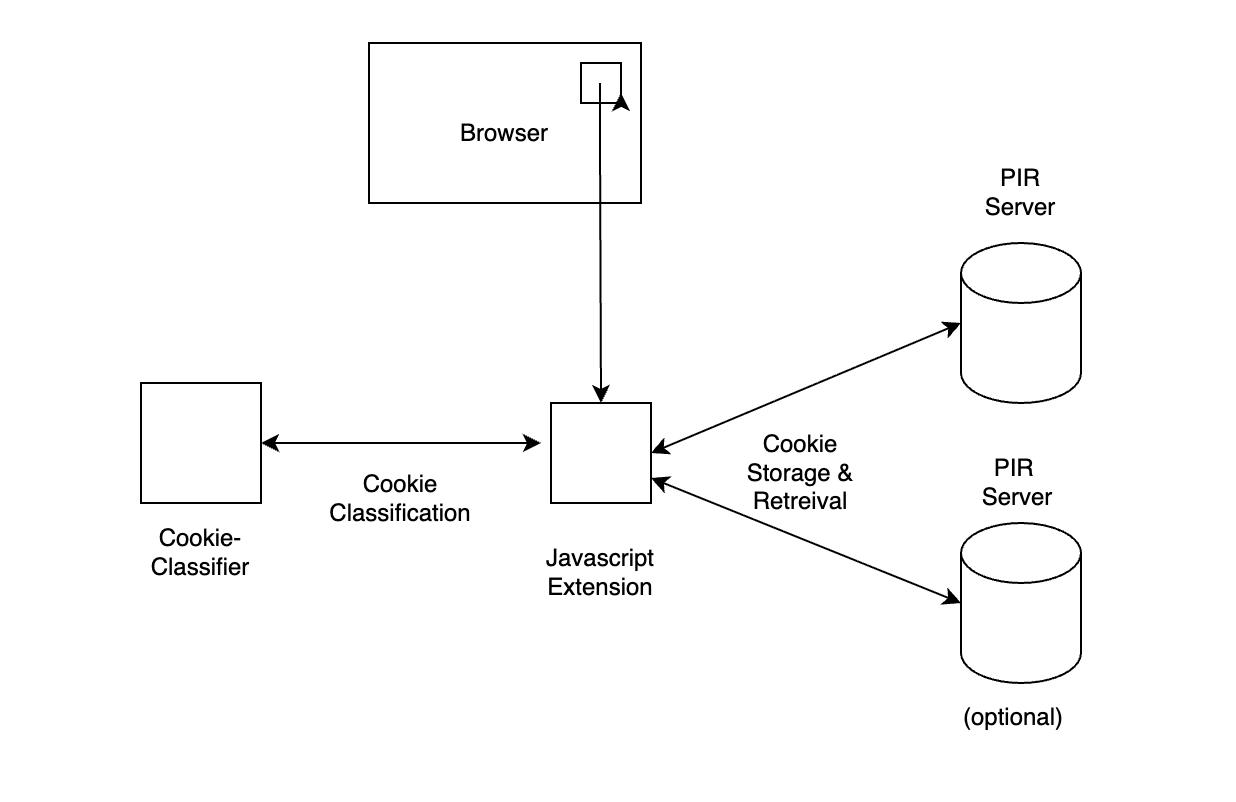 Browser
PIR
Server
Cookie
Storage &
Retreival
PIR
Server
Cookie
Classification
Cookie-
Classifier
Javascript
Extension
(optional)